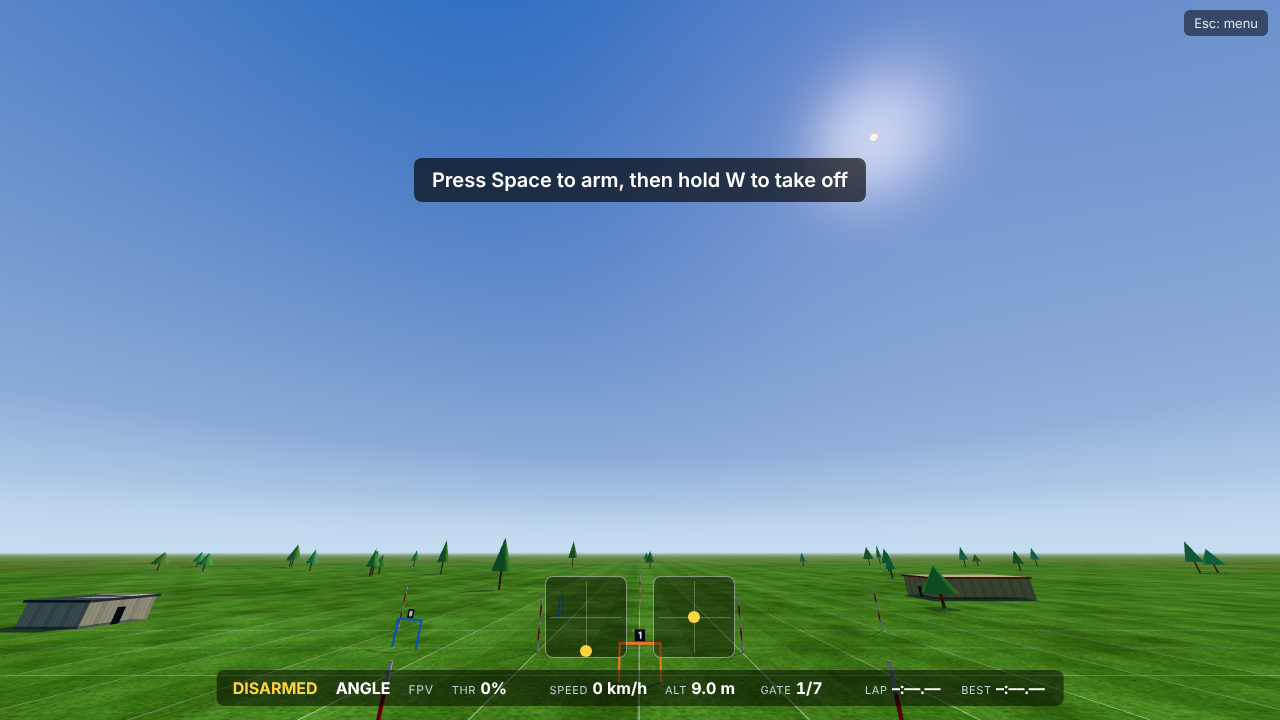 Esc: menu
Press Space to arm, then hold W to take off
1
DISARMED ANGLE FPV THR 0% SPEED 0 km/h ALT 9.0 m GATE 1/7 LAP –:––.–– BEST –:––.––